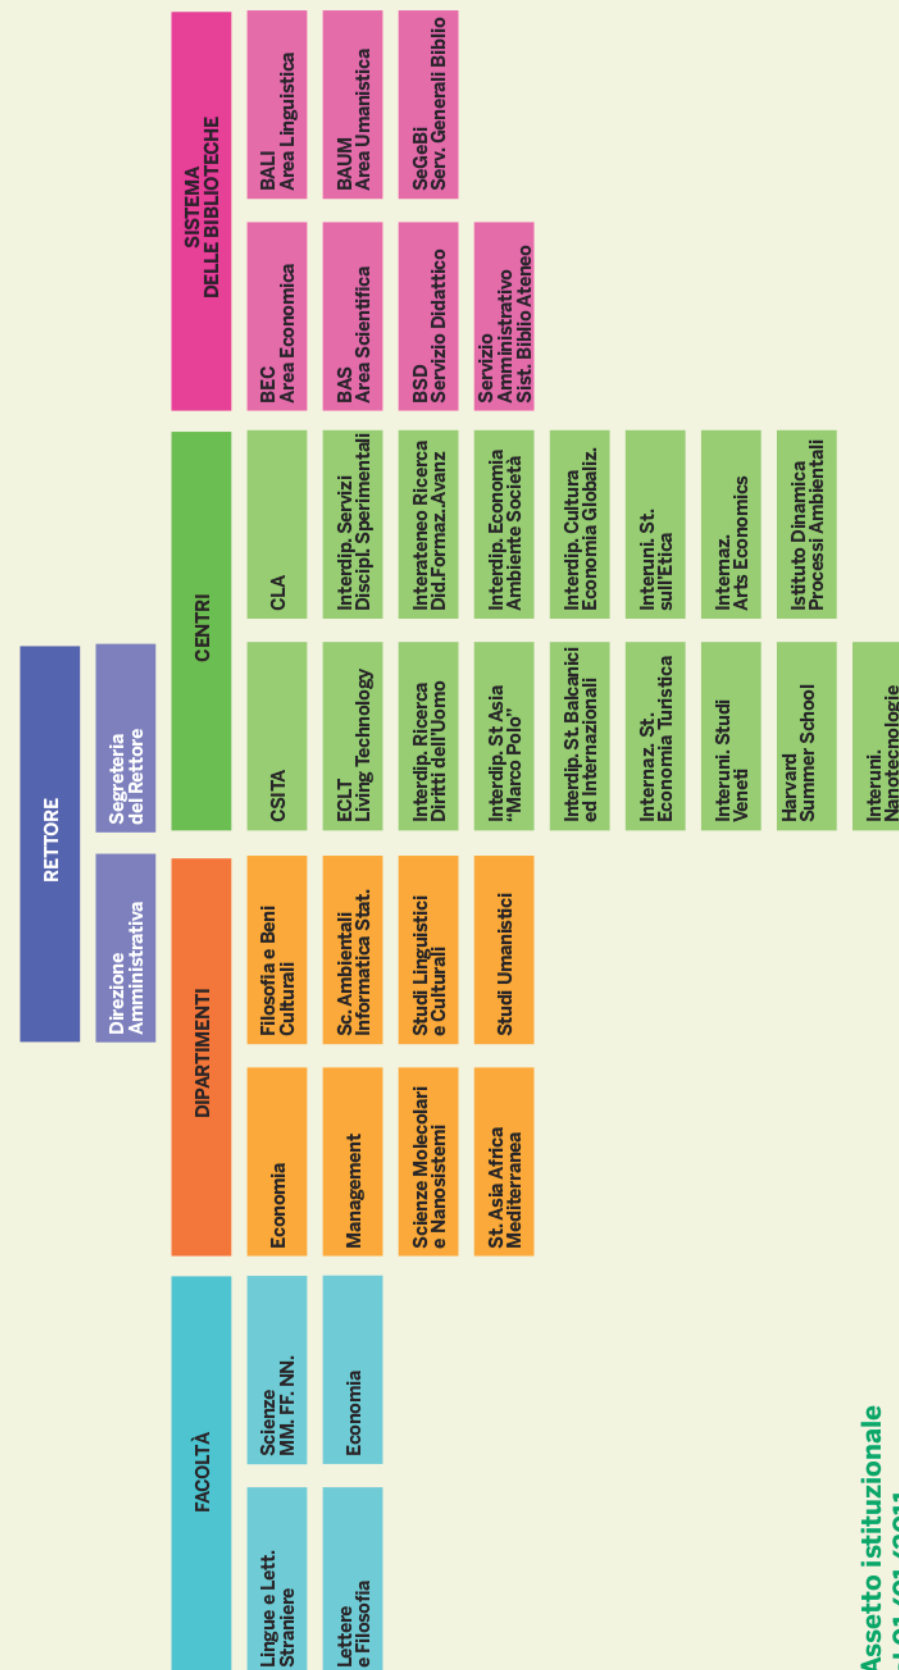 RETTORE
Direzione
Amministrativa
Segreteria
del Rettore
FACOLTÀ
Lingue e Lett.
Straniere
Scienze
MM. FF. NN.
Lettere
e Filosofia
Economia
DIPARTIMENTI
Economia
Filosofia e Beni
Culturali
Management
Sc. Ambientali
Informatica Stat.
Scienze Molecolari
e Nanosistemi
Studi Linguistici
e Culturali
St. Asia Africa
Mediterranea
Studi Umanistici
CENTRI
CSITA
CLA
ECLT
Living Technology
Interdip. Servizi
Discipl. Sperimentali
Interdip. Ricerca
Diritti dell'Uomo
Interateneo Ricerca
Did.Formaz..Avanz
Interdip. St Asia
“Marco Polo”
Interdip. Economia
Ambiente Società
Interdip. St. Balcanici
ed Internazionali
Interdip. Cultura
Economia Globaliz.
Internaz. St.
Economia Turistica
Interuni. St.
sull'Etica
Interuni. Studi
Veneti
Internaz.
Arts Economics
Harvard
Summer School
Istituto Dinamica
Processi Ambientali
Interuni.
Nanotecnologie
SISTEMA
DELLE BIBLIOTECHE
BEC
Area Economica
BALI
Area Linguistica
BAS
Area Scientifica
BAUM
Area Umanistica
BSD
Servizio Didattico
SeGeBi
Serv. Generali Biblio
Servizio
Amministrativo
Sist. Biblio Ateneo
Assetto istituzionale